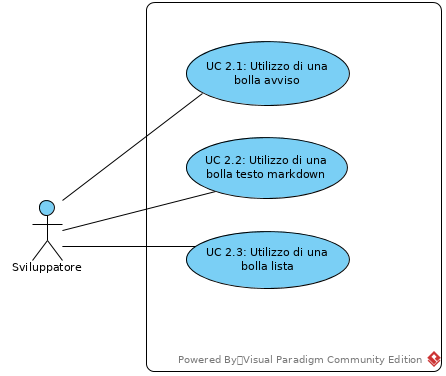 UC 2.1: Utilizzo di una
bolla avviso
UC 2.2: Utilizzo di una
bolla testo markdown
UC 2.3: Utilizzo di una
bolla lista
Sviluppatore
Powered By Visual Paradigm Community Edition